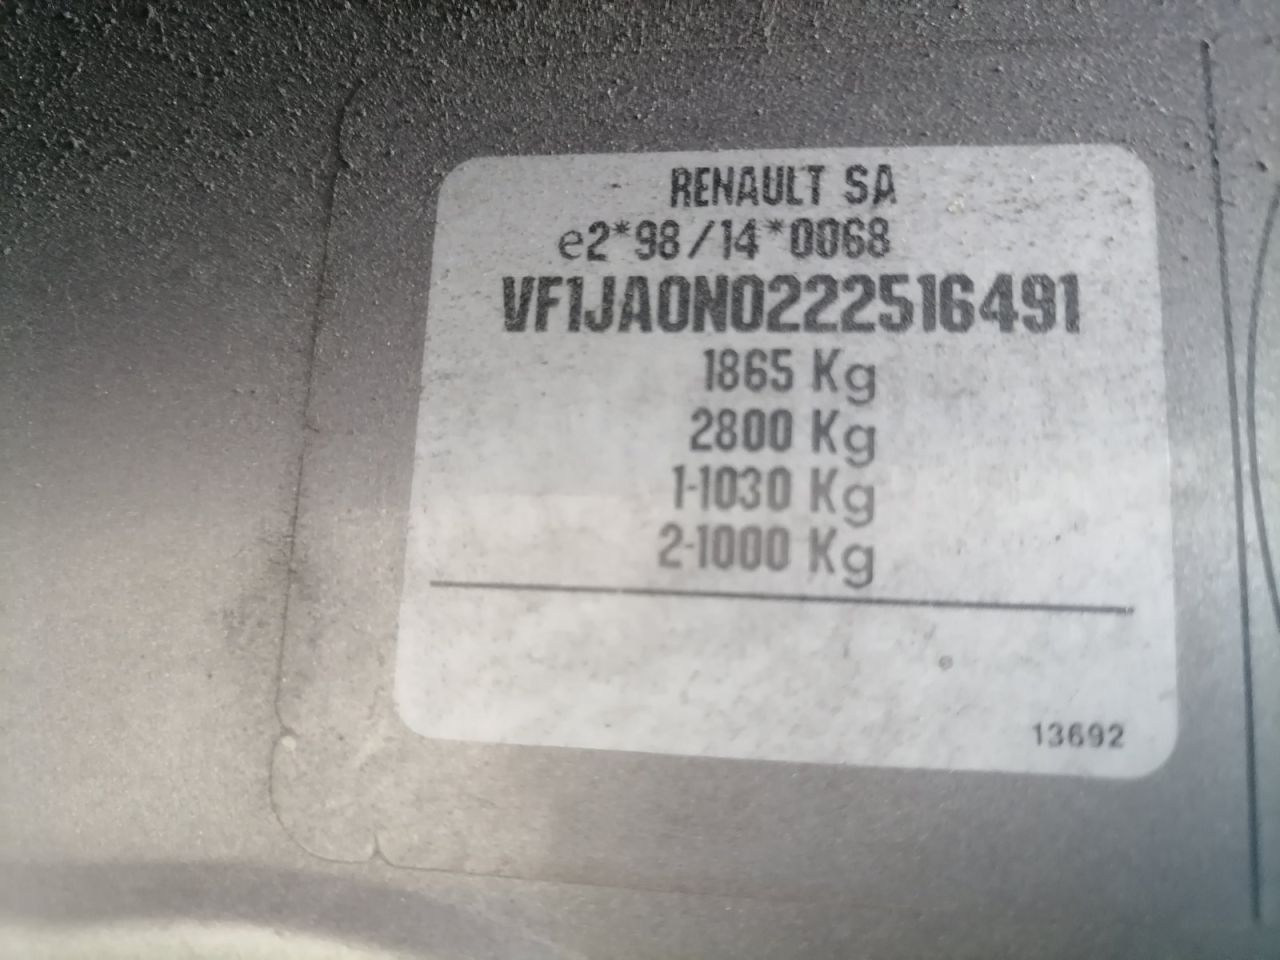 RENAULT SA
e2*98/14*0068
VF1JA0N0222516491
1865 Kg
2800 Kg
1-1030 Kg
2-1000 Kg
13692